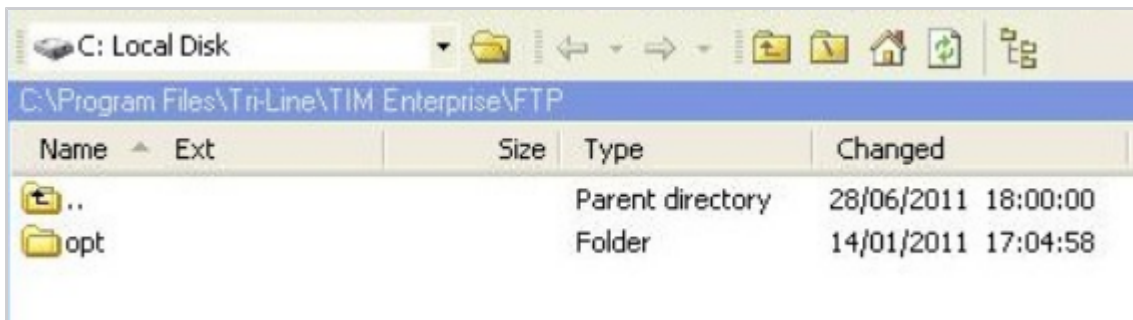 C: Local Disk
C:\Program Files\Tri-Line\TIM Enterprise\FTP
Name Ext Size Type Changed
.. Parent directory 28/06/2011 18:00:00
opt Folder 14/01/2011 17:04:58